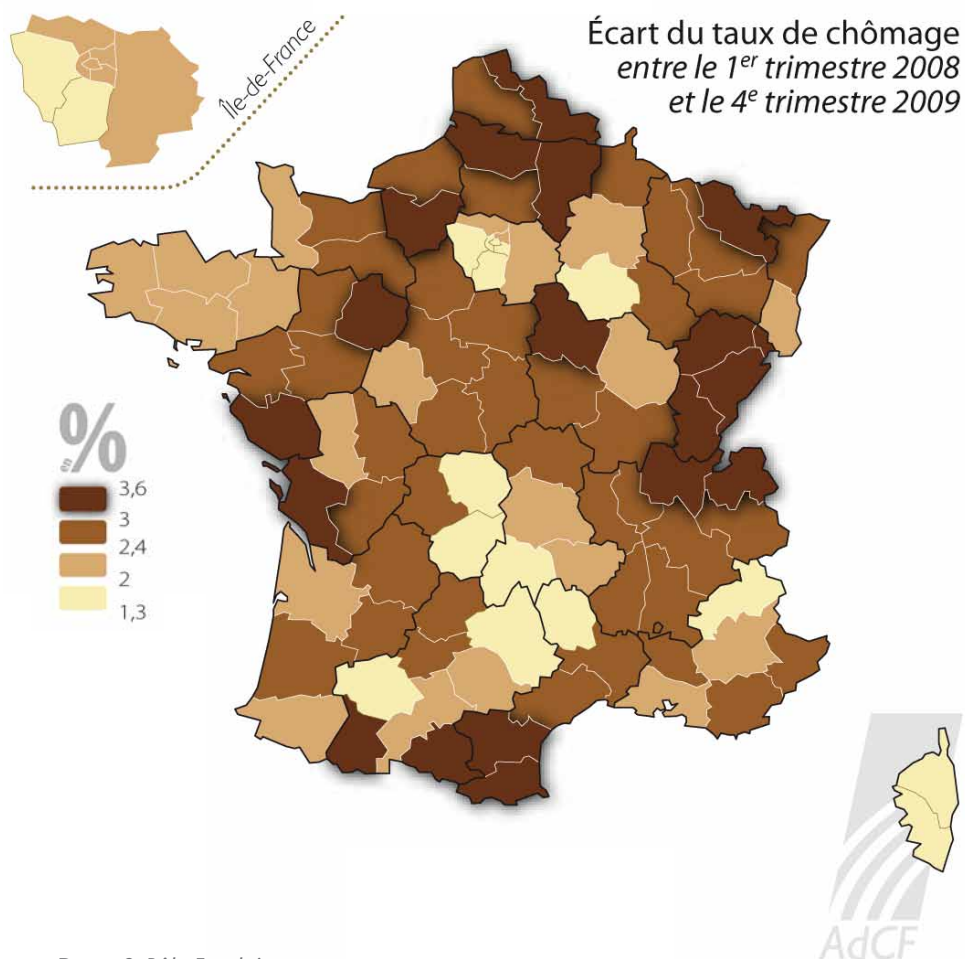 Île-de-France
Écart du taux de chômage
entre le 1er trimestre 2008
et le 4e trimestre 2009
%
en
3,6
3
2,4
2
1,3
AdCF